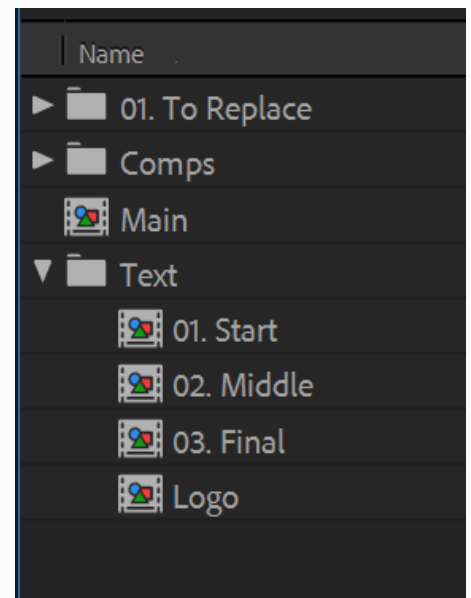 Name
01. To Replace
Comps
Main
Text
01. Start
02. Middle
03. Final
Logo